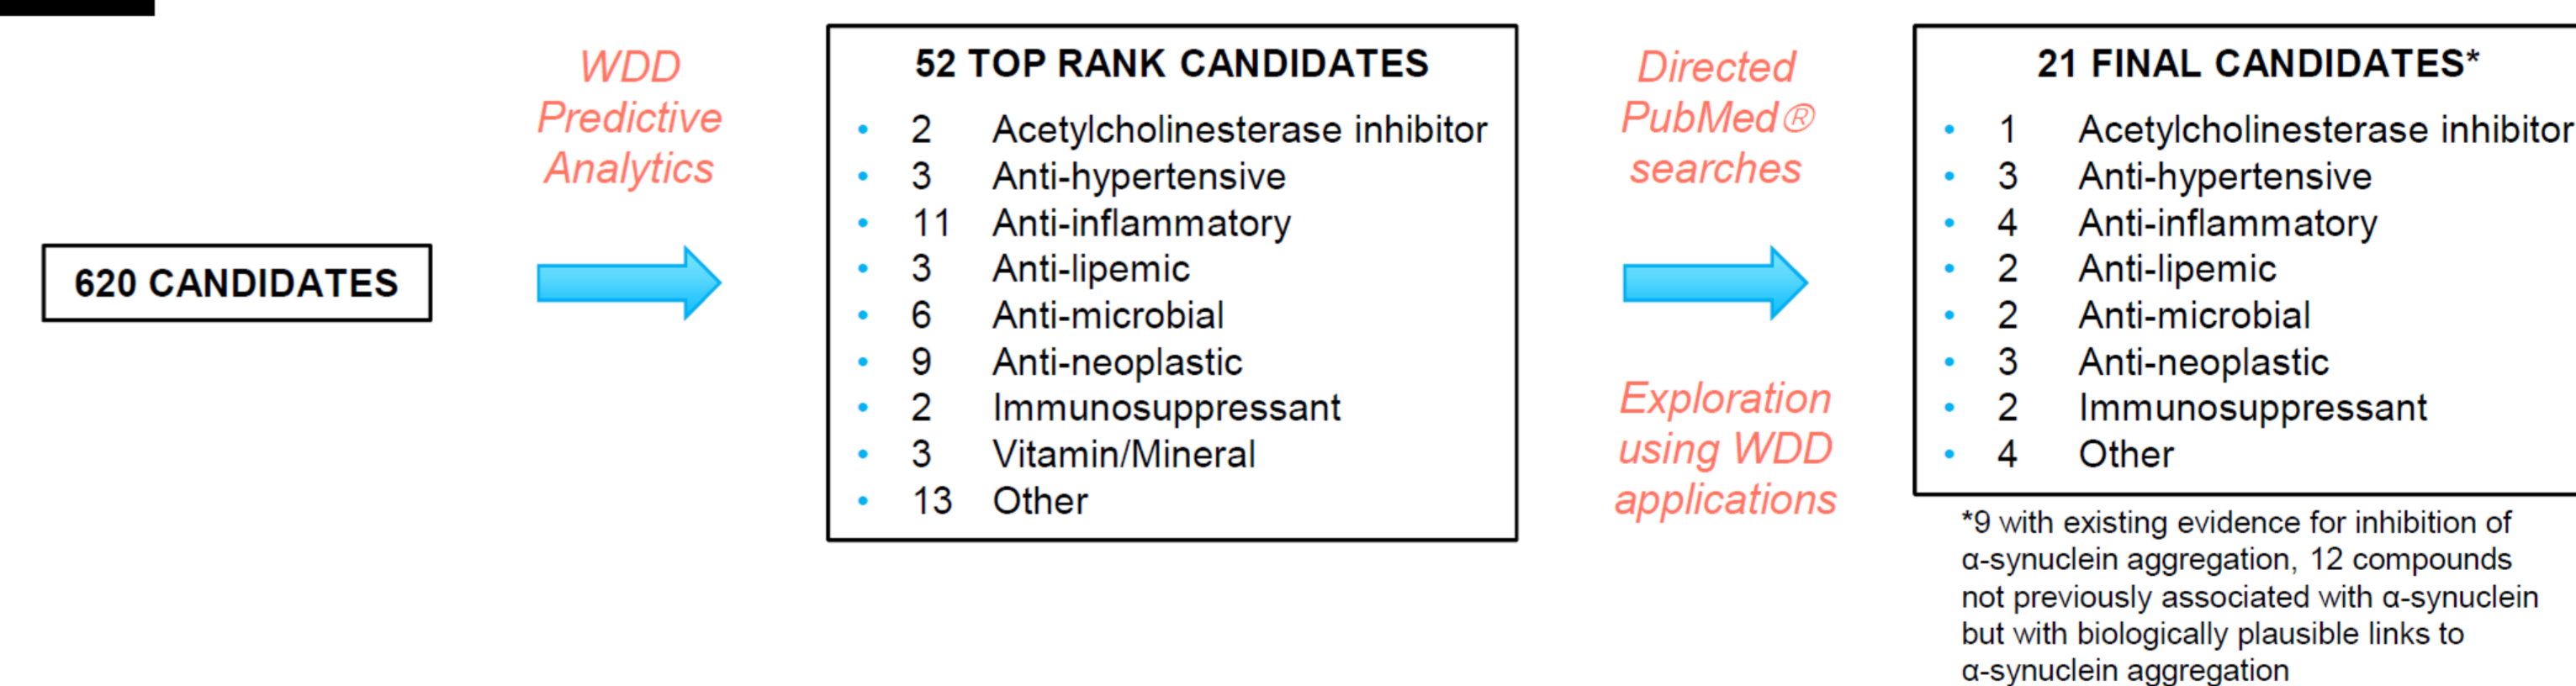 620 CANDIDATES
WDD
Predictive
Analytics
52 TOP RANK CANDIDATES
• 2 Acetylcholinesterase inhibitor
• 3 Anti-hypertensive
• 11 Anti-inflammatory
• 3 Anti-lipemic
• 6 Anti-microbial
• 9 Anti-neoplastic
• 2 Immunosuppressant
• 3 Vitamin/Mineral
• 13 Other
Directed
PubMed®
searches
Exploration
using WDD
applications
21 FINAL CANDIDATES*
• 1 Acetylcholinesterase inhibitor
• 3 Anti-hypertensive
• 4 Anti-inflammatory
• 2 Anti-lipemic
• 2 Anti-microbial
• 3 Anti-neoplastic
• 2 Immunosuppressant
• 4 Other
*9 with existing evidence for inhibition of
α-synuclein aggregation, 12 compounds
not previously associated with α-synuclein
but with biologically plausible links to
α-synuclein aggregation